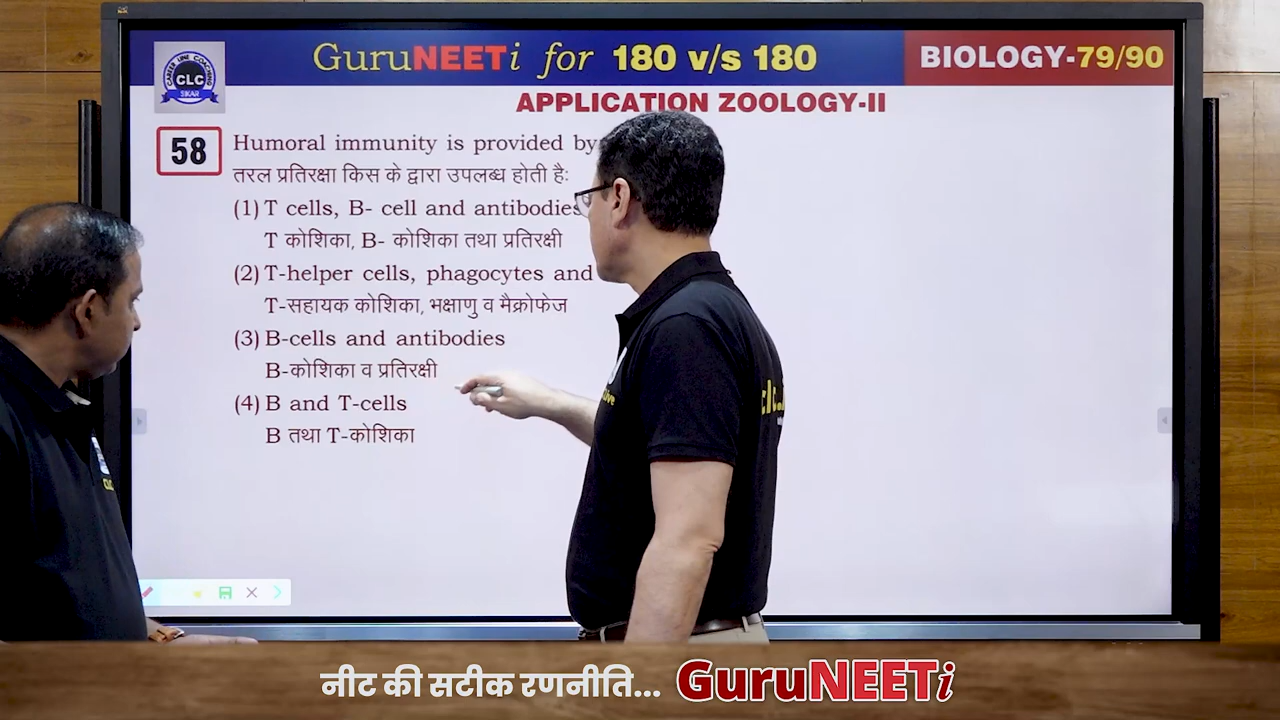 GuruNEETi for 180 v/s 180
BIOLOGY-79/90
CLC
SIKAR
APPLICATION ZOOLOGY-II
58
Humoral immunity is provided by
तरल प्रतिरक्षा किस के द्वारा उपलब्ध होती है:
(1) T cells, B- cell and antibodies
T कोशिका, B- कोशिका तथा प्रतिरक्षी
(2) T-helper cells, phagocytes and
T-सहायक कोशिका, भक्षाणु व मैक्रोफेज
(3) B-cells and antibodies
B-कोशिका व प्रतिरक्षी
(4) B and T-cells
B तथा T-कोशिका
नीट की सटीक रणनीति... GuruNEETi